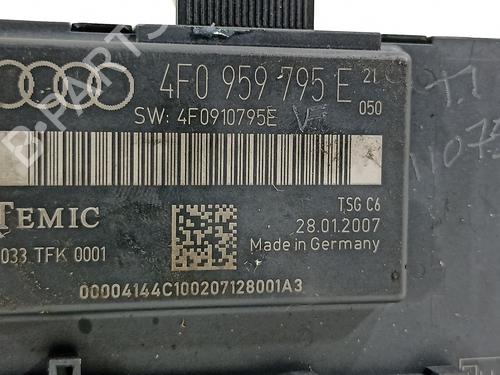 4F0 959 795 E 21
050
SW: 4F0910795E
TEMIC
TSG C6
28.01.2007
033 TFK 0001
Made in Germany
00004144C100207128001A3
B-PARTS